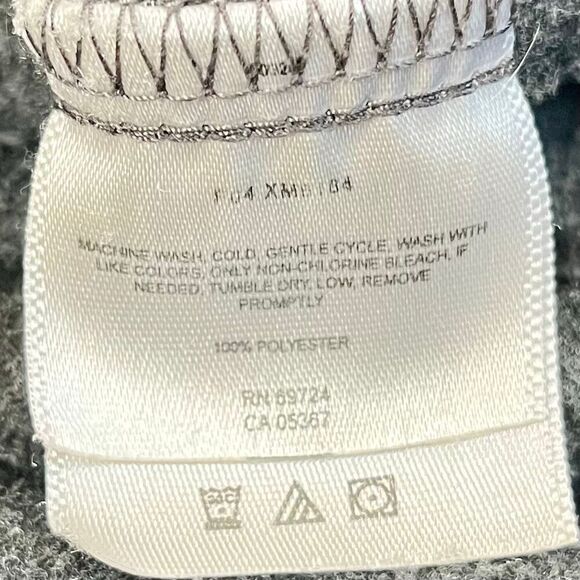 MACHINE WASH, COLD, GENTLE CYCLE, WASH WITH
LIKE COLORS, ONLY NON-CHLORINE BLEACH, IF
NEEDED, TUMBLE DRY, LOW, REMOVE
PROMPTLY
100% POLYESTER
RN 69724
CA 05367